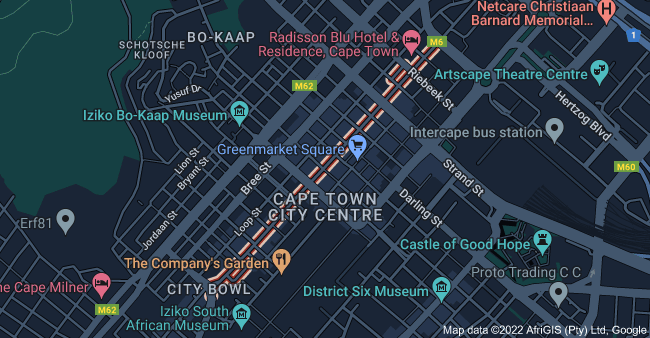 Netcare Christiaan
Barnard Memorial...
BO-KAAP
Radisson Blu Hotel &
Residence, Cape Town
M6
1
SCHOTSCHE
KLOOF
Riebeek St
Artscape Theatre Centre
M62
Yusuf Dr
Hertzog Blvd
Iziko Bo-Kaap Museum
Intercape bus station
Greenmarket Square
Lion St
Bryant St
Bree St
Strand St
M60
CAPE TOWN
CITY CENTRE
Darling St
Loop St
Jordaan St
Erf81
Castle of Good Hope
The Company's Garden
Proto Trading C C
he Cape Milner
CITY BOWL
District Six Museum
M62
Iziko South
African Museum
Map data ©2022 AfriGIS (Pty) Ltd, Google